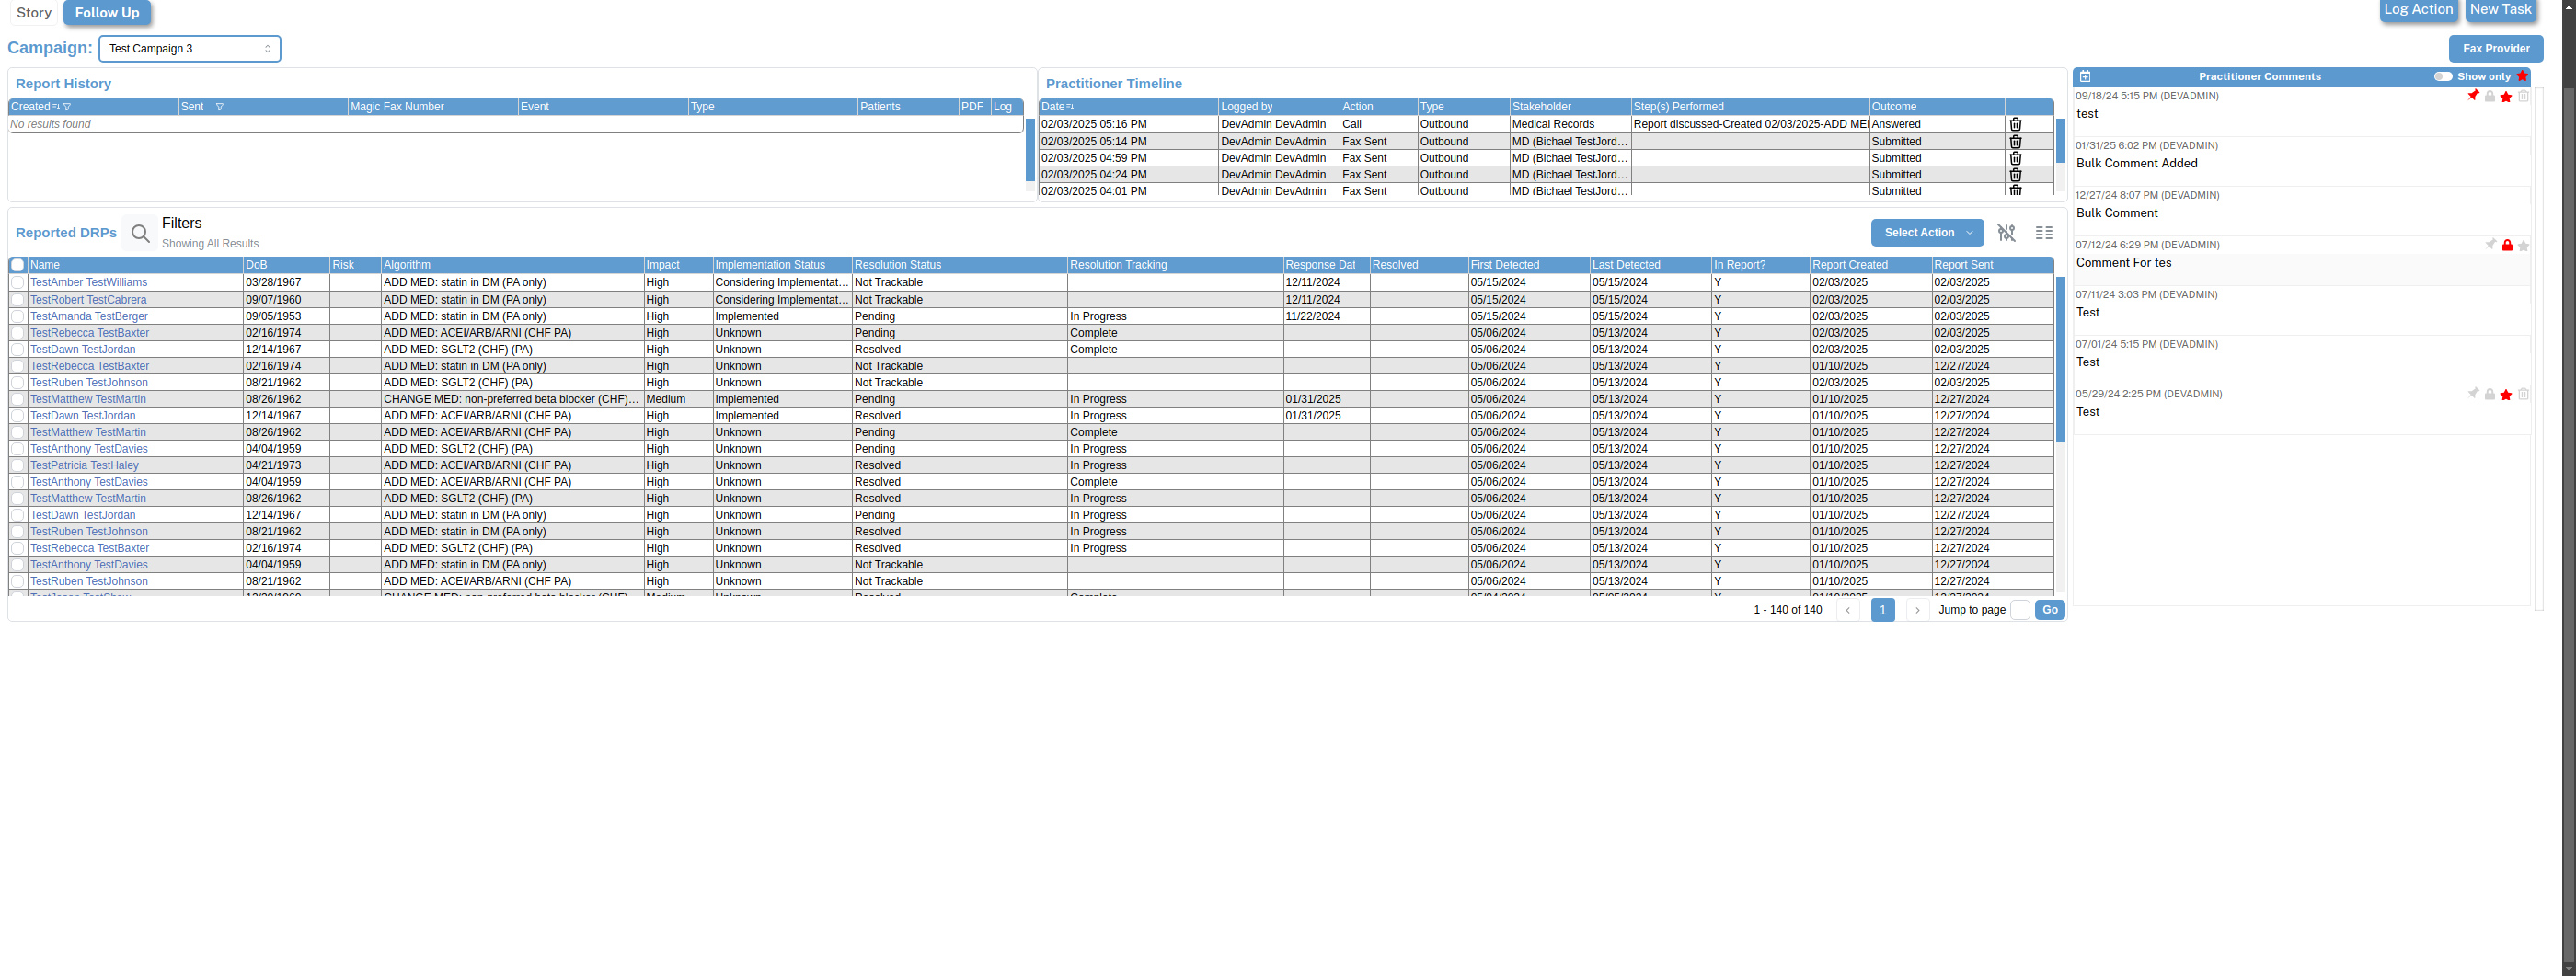 Story Follow Up Log Action New Task
Campaign: Test Campaign 3 Fax Provider
Report History
Created Sent Magic Fax Number Event Type Patients PDF Log
No results found
Practitioner Timeline
Date Logged by Action Type Stakeholder Step(s) Performed Outcome
02/03/2025 05:16 PM DevAdmin DevAdmin Call Outbound Medical Records Report discussed-Created 02/03/2025-ADD MED Answered
02/03/2025 05:14 PM DevAdmin DevAdmin Fax Sent Outbound MD (Bichael TestJord… Submitted
02/03/2025 04:59 PM DevAdmin DevAdmin Fax Sent Outbound MD (Bichael TestJord… Submitted
02/03/2025 04:24 PM DevAdmin DevAdmin Fax Sent Outbound MD (Bichael TestJord… Submitted
02/03/2025 04:01 PM DevAdmin DevAdmin Fax Sent Outbound MD (Bichael TestJord… Submitted
Practitioner Comments Show only
09/18/24 5:15 PM (DEVADMIN)
test
01/31/25 6:02 PM (DEVADMIN)
Bulk Comment Added
12/27/24 8:07 PM (DEVADMIN)
Bulk Comment
07/12/24 6:29 PM (DEVADMIN)
Comment For tes
07/11/24 3:03 PM (DEVADMIN)
Test
07/01/24 5:15 PM (DEVADMIN)
Test
05/29/24 2:25 PM (DEVADMIN)
Test
Reported DRPs Filters
Showing All Results
Select Action
Name DoB Risk Algorithm Impact Implementation Status Resolution Status Resolution Tracking Response Dat Resolved First Detected Last Detected In Report? Report Created Report Sent
TestAmber TestWilliams 03/28/1967 ADD MED: statin in DM (PA only) High Considering Implementat… Not Trackable 12/11/2024 05/15/2024 05/15/2024 Y 02/03/2025 02/03/2025
TestRobert TestCabrera 09/07/1960 ADD MED: statin in DM (PA only) High Considering Implementat… Not Trackable 12/11/2024 05/15/2024 05/15/2024 Y 02/03/2025 02/03/2025
TestAmanda TestBerger 09/05/1953 ADD MED: statin in DM (PA only) High Implemented Pending In Progress 11/22/2024 05/15/2024 05/15/2024 Y 02/03/2025 02/03/2025
TestRebecca TestBaxter 02/16/1974 ADD MED: ACEI/ARB/ARNI (CHF PA) High Unknown Pending Complete 05/06/2024 05/13/2024 Y 02/03/2025 02/03/2025
TestDawn TestJordan 12/14/1967 ADD MED: SGLT2 (CHF) (PA) High Unknown Resolved Complete 05/06/2024 05/13/2024 Y 02/03/2025 02/03/2025
TestRebecca TestBaxter 02/16/1974 ADD MED: statin in DM (PA only) High Unknown Not Trackable 05/06/2024 05/13/2024 Y 01/10/2025 12/27/2024
TestRuben TestJohnson 08/21/1962 ADD MED: SGLT2 (CHF) (PA) High Unknown Not Trackable 05/06/2024 05/13/2024 Y 02/03/2025 02/03/2025
TestMatthew TestMartin 08/26/1962 CHANGE MED: non-preferred beta blocker (CHF)… Medium Implemented Pending In Progress 01/31/2025 05/06/2024 05/13/2024 Y 01/10/2025 12/27/2024
TestDawn TestJordan 12/14/1967 ADD MED: ACEI/ARB/ARNI (CHF PA) High Implemented Resolved In Progress 01/31/2025 05/06/2024 05/13/2024 Y 01/10/2025 12/27/2024
TestMatthew TestMartin 08/26/1962 ADD MED: ACEI/ARB/ARNI (CHF PA) High Unknown Pending Complete 05/06/2024 05/13/2024 Y 01/10/2025 12/27/2024
TestAnthony TestDavies 04/04/1959 ADD MED: SGLT2 (CHF) (PA) High Unknown Pending In Progress 05/06/2024 05/13/2024 Y 01/10/2025 12/27/2024
TestPatricia TestHaley 04/21/1973 ADD MED: ACEI/ARB/ARNI (CHF PA) High Unknown Resolved In Progress 05/06/2024 05/13/2024 Y 01/10/2025 12/27/2024
TestAnthony TestDavies 04/04/1959 ADD MED: ACEI/ARB/ARNI (CHF PA) High Unknown Resolved Complete 05/06/2024 05/13/2024 Y 01/10/2025 12/27/2024
TestMatthew TestMartin 08/26/1962 ADD MED: SGLT2 (CHF) (PA) High Unknown Resolved In Progress 05/06/2024 05/13/2024 Y 01/10/2025 12/27/2024
TestDawn TestJordan 12/14/1967 ADD MED: statin in DM (PA only) High Unknown Pending In Progress 05/06/2024 05/13/2024 Y 01/10/2025 12/27/2024
TestRuben TestJohnson 08/21/1962 ADD MED: statin in DM (PA only) High Unknown Resolved In Progress 05/06/2024 05/13/2024 Y 01/10/2025 12/27/2024
TestRebecca TestBaxter 02/16/1974 ADD MED: SGLT2 (CHF) (PA) High Unknown Resolved In Progress 05/06/2024 05/13/2024 Y 01/10/2025 12/27/2024
TestAnthony TestDavies 04/04/1959 ADD MED: statin in DM (PA only) High Unknown Not Trackable 05/06/2024 05/13/2024 Y 01/10/2025 12/27/2024
TestRuben TestJohnson 08/21/1962 ADD MED: ACEI/ARB/ARNI (CHF PA) High Unknown Not Trackable 05/06/2024 05/13/2024 Y 01/10/2025 12/27/2024
1 - 140 of 140 1 Jump to page Go